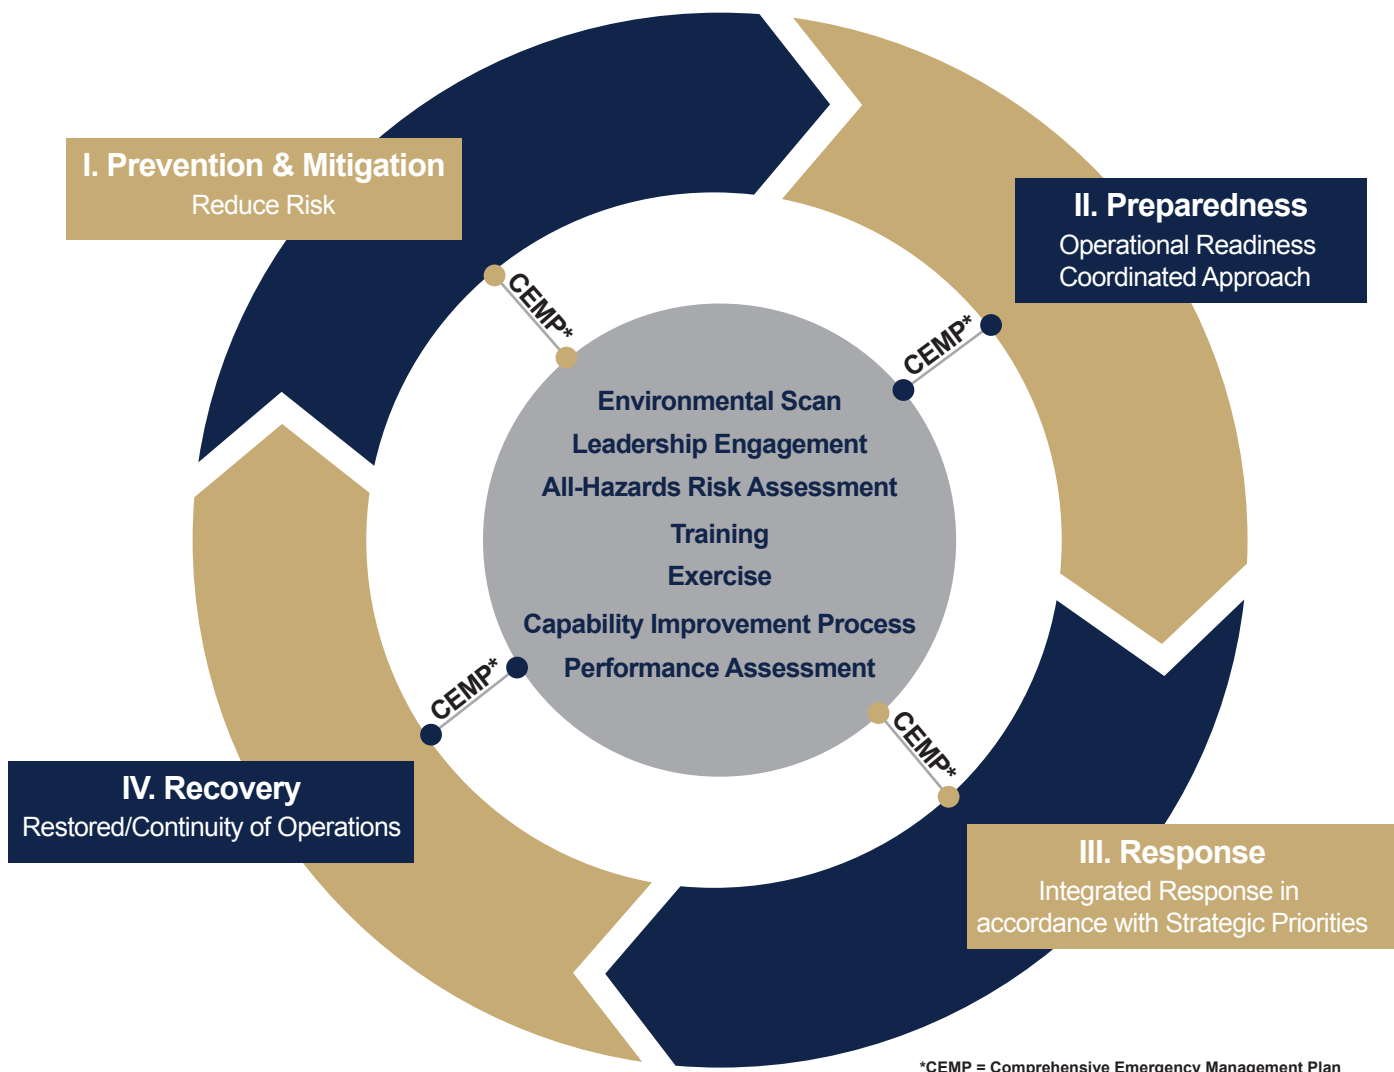 I. Prevention & Mitigation
Reduce Risk
II. Preparedness
Operational Readiness
Coordinated Approach
CEMP*
CEMP*
Environmental Scan
Leadership Engagement
All-Hazards Risk Assessment
Training
Exercise
Capability Improvement Process
Performance Assessment
CEMP*
CEMP*
IV. Recovery
Restored/Continuity of Operations
III. Response
Integrated Response in
accordance with Strategic Priorities
*CEMP = Comprehensive Emergency Management Plan